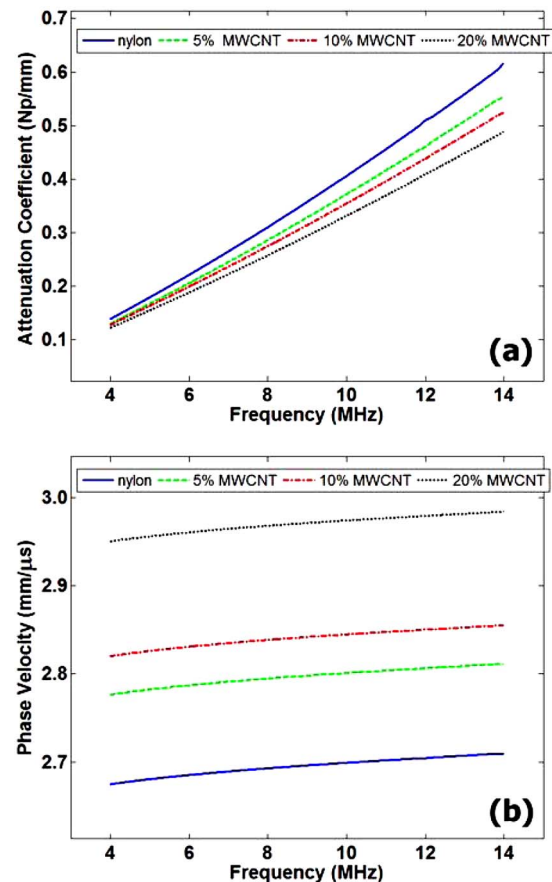 0.7
nylon 5% MWCNT 10% MWCNT 20% MWCNT
0.6
0.5
0.4
0.3
0.2
0.1
Attenuation Coefficient (Np/mm)
(a)
4 6 8 10 12 14
Frequency (MHz)
nylon 5% MWCNT 10% MWCNT 20% MWCNT
3.0
2.9
2.8
2.7
Phase Velocity (mm/μs)
(b)
4 6 8 10 12 14
Frequency (MHz)